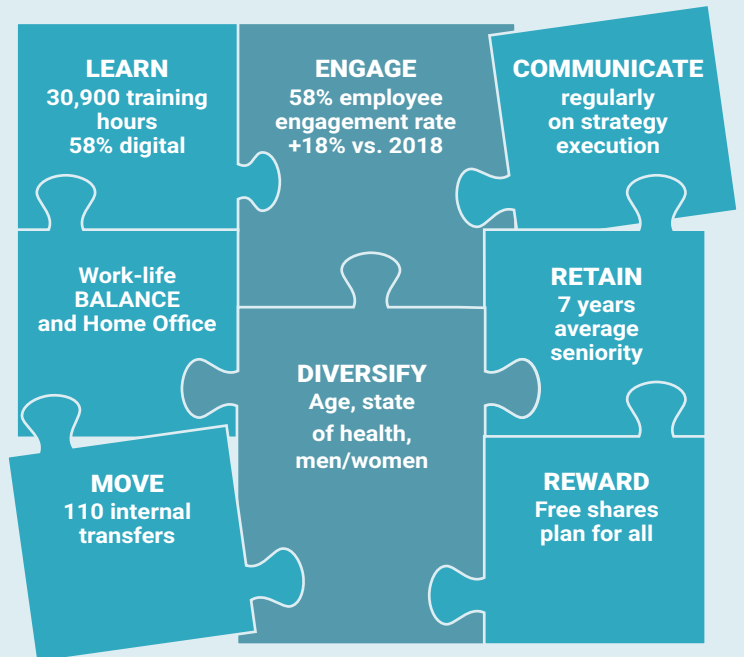 LEARN
30,900 training
hours
58% digital
ENGAGE
58% employee
engagement rate
+18% vs. 2018
COMMUNICATE
regularly
on strategy
execution
Work-life
BALANCE
and Home Office
RETAIN
7 years
average
seniority
DIVERSIFY
Age, state
of health,
men/women
MOVE
110 internal
transfers
REWARD
Free shares
plan for all